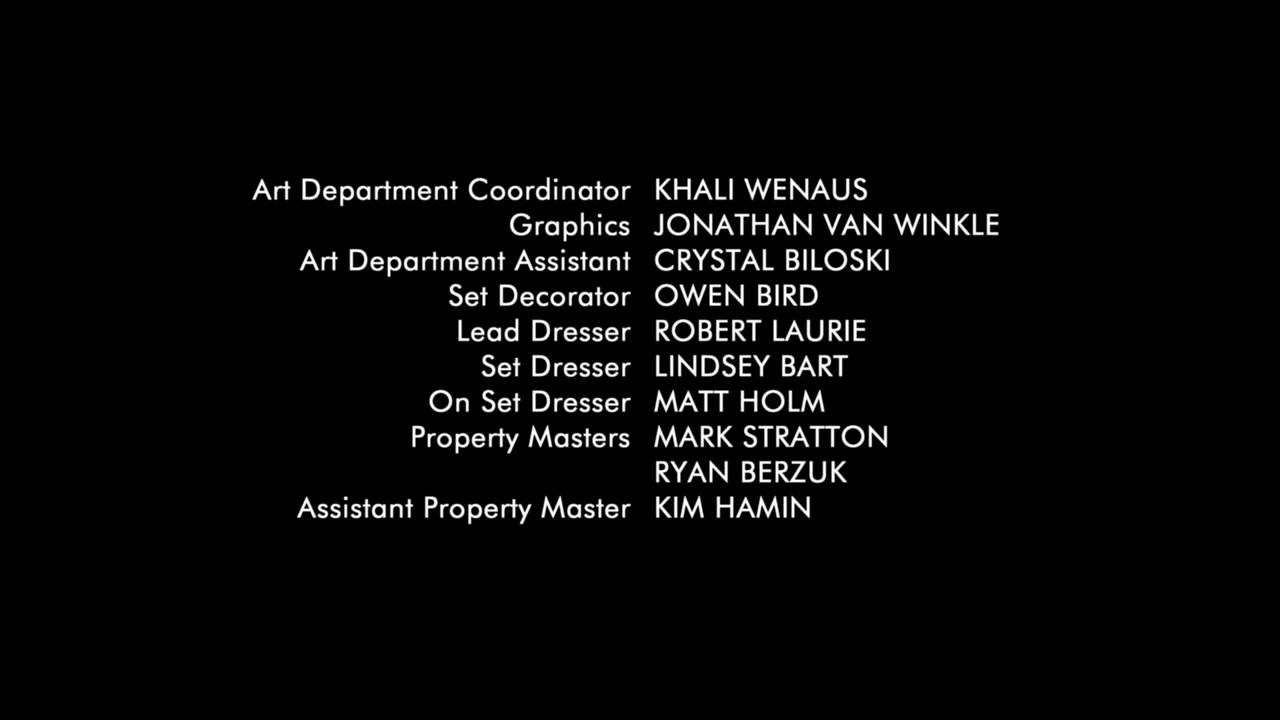 Art Department Coordinator KHALI WENAUS
Graphics JONATHAN VAN WINKLE
Art Department Assistant CRYSTAL BILOSKI
Set Decorator OWEN BIRD
Lead Dresser ROBERT LAURIE
Set Dresser LINDSEY BART
On Set Dresser MATT HOLM
Property Masters MARK STRATTON
RYAN BERZUK
Assistant Property Master KIM HAMIN